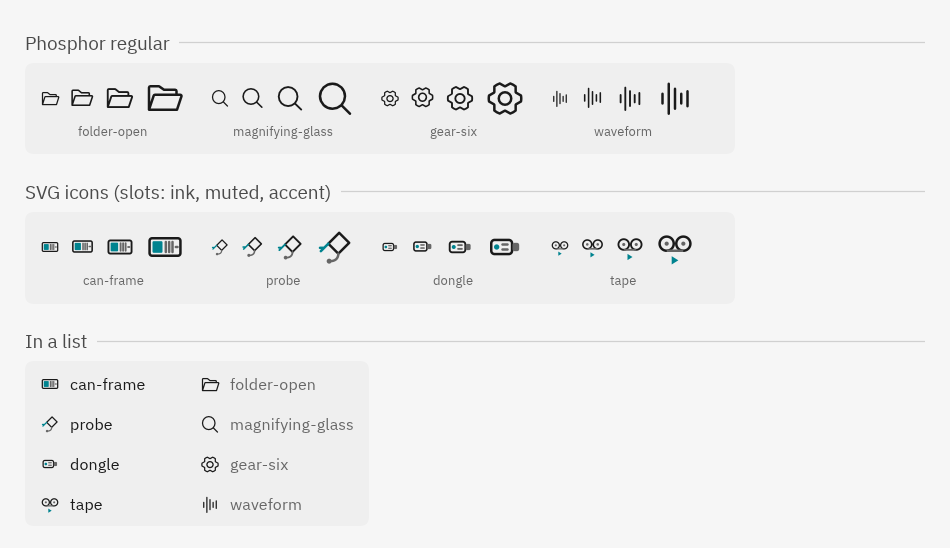 Phosphor regular
folder-open magnifying-glass gear-six waveform
SVG icons (slots: ink, muted, accent)
can-frame probe dongle tape
In a list
can-frame folder-open
probe magnifying-glass
dongle gear-six
tape waveform